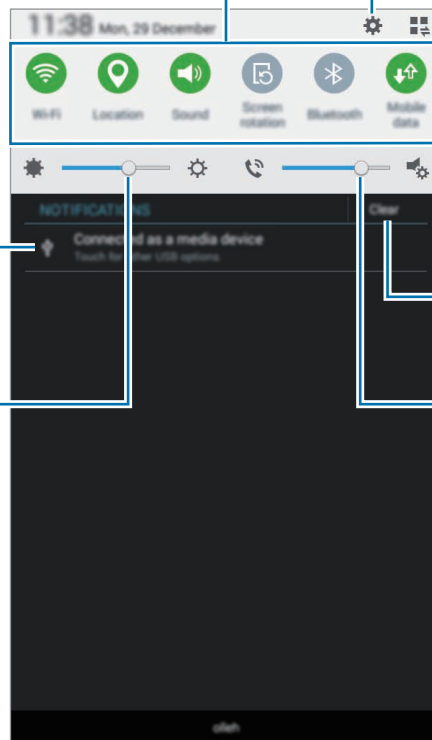 11:38 Mon, 29 December
Wi-Fi
Location
Sound
Screen
rotation
Bluetooth
Mobile
data
NOTIFICATIONS
Clear
Connected as a media device
Touch for other USB options
olleh